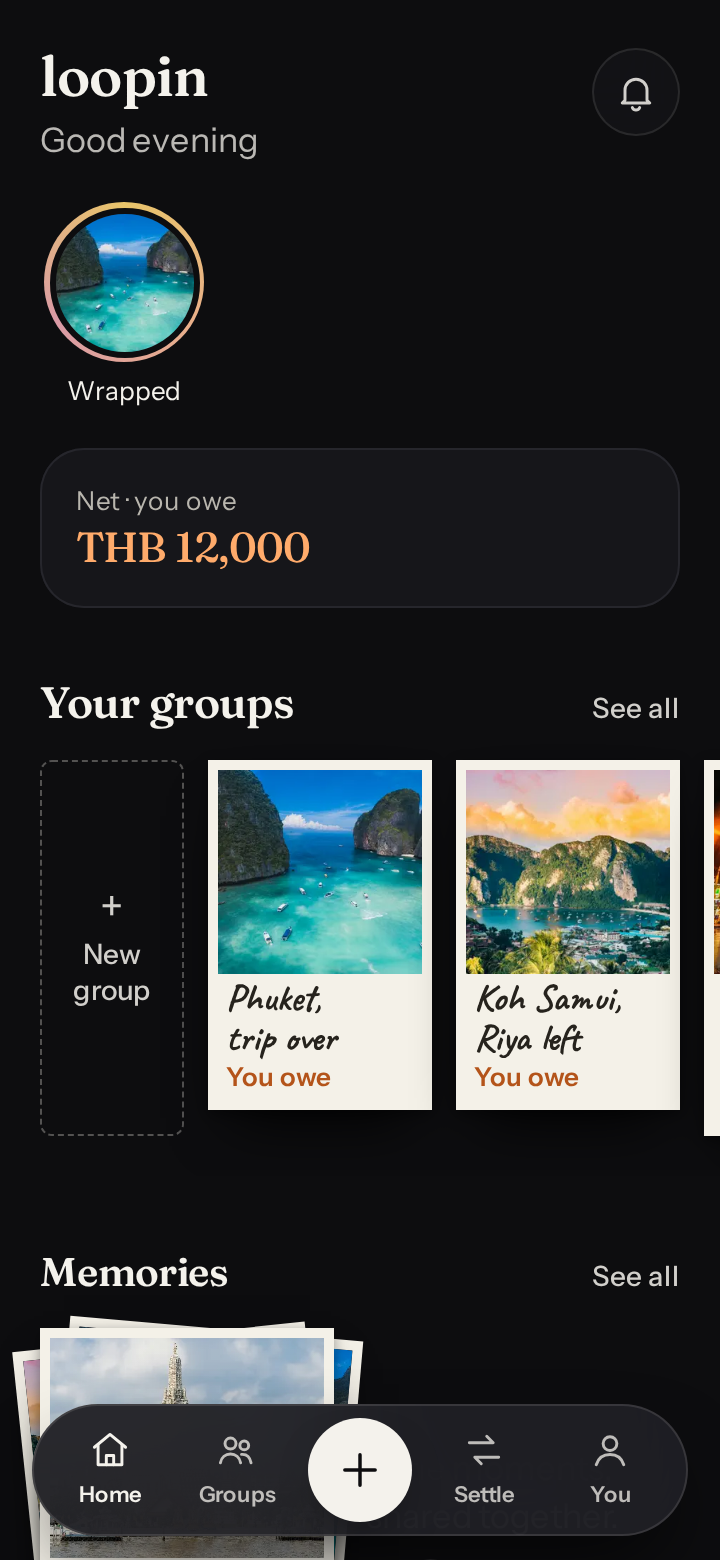 loopin
Good evening
Wrapped
Net · you owe
THB 12,000
Your groups
See all
+
New
group
Phuket,
trip over
You owe
Koh Samui,
Riya left
You owe
Memories
See all
together.
Home
Groups
Settle
You